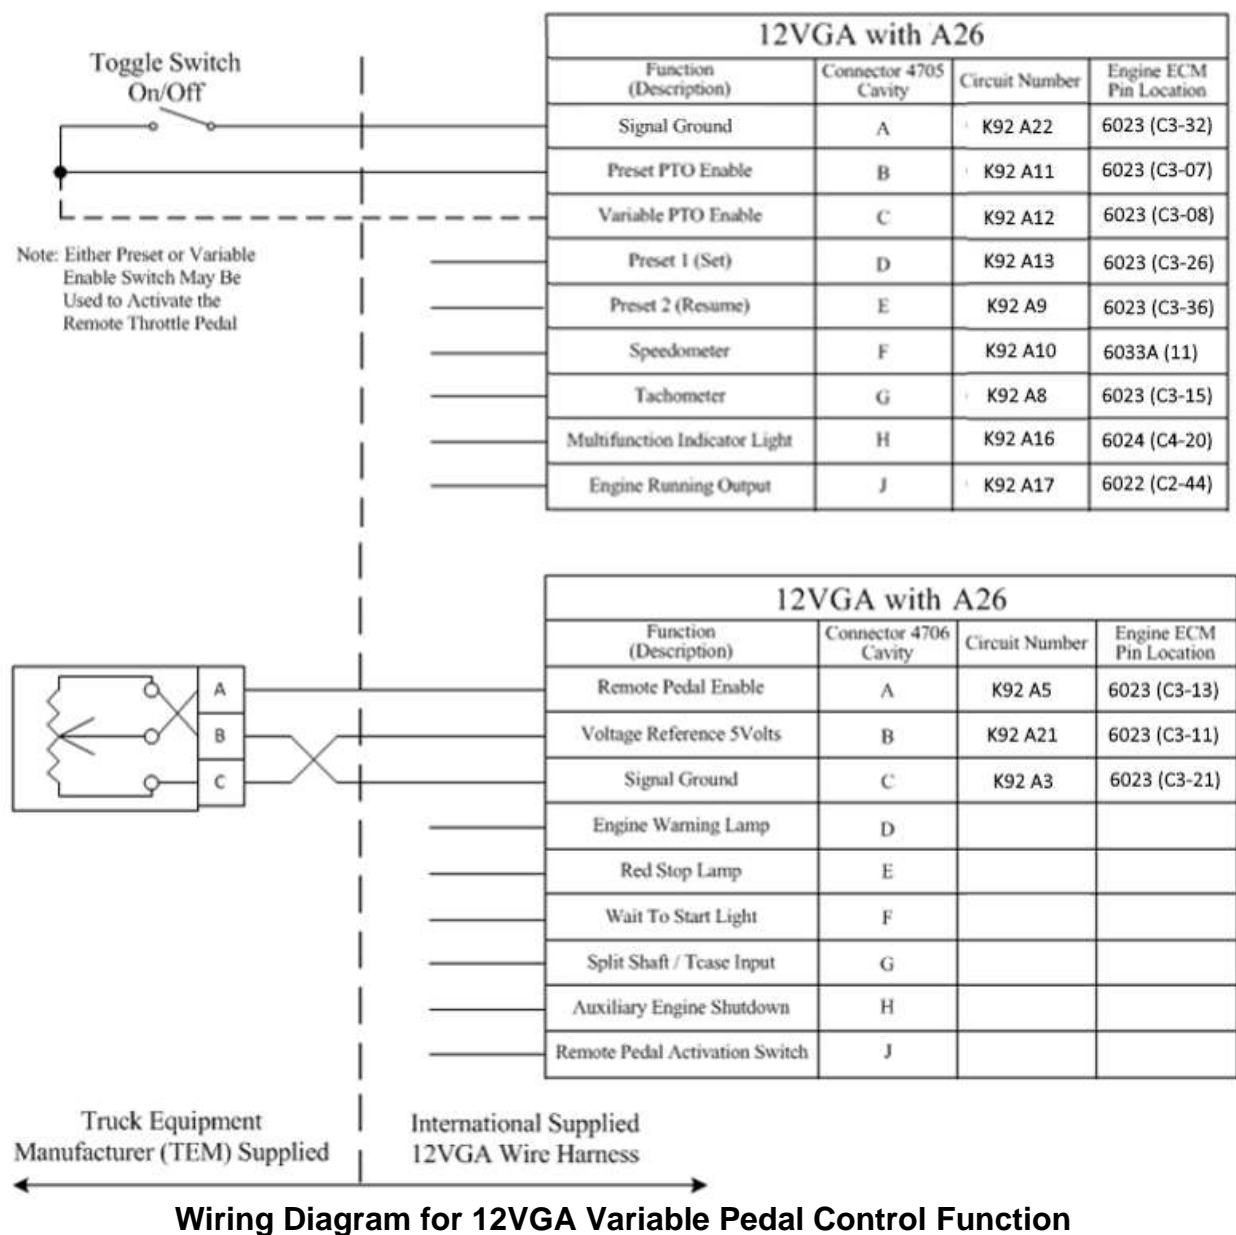 12VGA with A26
Toggle Switch
On/Off
Function
(Description)
Connector 4705
Cavity
Circuit Number
Engine ECM
Pin Location
Signal Ground A K92 A22 6023 (C3-32)
Preset PTO Enable B K92 A11 6023 (C3-07)
Variable PTO Enable C K92 A12 6023 (C3-08)
Preset 1 (Set) D K92 A13 6023 (C3-26)
Preset 2 (Resume) E K92 A9 6023 (C3-36)
Speedometer F K92 A10 6033A (11)
Tachometer G K92 A8 6023 (C3-15)
Multifunction Indicator Light H K92 A16 6024 (C4-20)
Engine Running Output J K92 A17 6022 (C2-44)
Note: Either Preset or Variable
Enable Switch May Be
Used to Activate the
Remote Throttle Pedal
12VGA with A26
Function
(Description)
Connector 4706
Cavity
Circuit Number
Engine ECM
Pin Location
A
B
C
Remote Pedal Enable A K92 A5 6023 (C3-13)
Voltage Reference 5Volts B K92 A21 6023 (C3-11)
Signal Ground C K92 A3 6023 (C3-21)
Engine Warning Lamp D
Red Stop Lamp E
Wait To Start Light F
Split Shaft / Tcase Input G
Auxiliary Engine Shutdown H
Remote Pedal Activation Switch J
Truck Equipment
Manufacturer (TEM) Supplied
International Supplied
12VGA Wire Harness
Wiring Diagram for 12VGA Variable Pedal Control Function